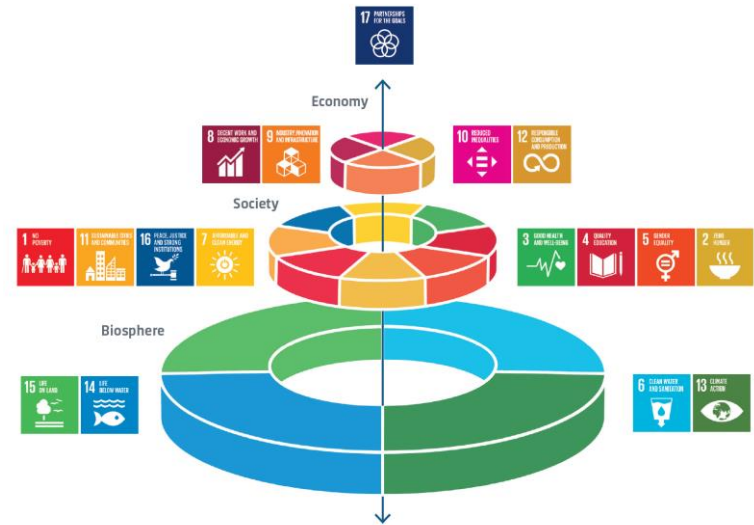 17 PARTNERSHIPS
FOR THE GOALS
Economy
8 DECENT WORK AND
ECONOMIC GROWTH
9 INDUSTRY, INNOVATION
AND INFRASTRUCTURE
10 REDUCED
INEQUALITIES
12 RESPONSIBLE
CONSUMPTION
AND PRODUCTION
Society
1 NO
POVERTY
11 SUSTAINABLE CITIES
AND COMMUNITIES
16 PEACE, JUSTICE
AND STRONG
INSTITUTIONS
7 AFFORDABLE AND
CLEAN ENERGY
3 GOOD HEALTH
AND WELL-BEING
4 QUALITY
EDUCATION
5 GENDER
EQUALITY
2 ZERO
HUNGER
Biosphere
15 LIFE
ON LAND
14 LIFE
BELOW WATER
6 CLEAN WATER
AND SANITATION
13 CLIMATE
ACTION